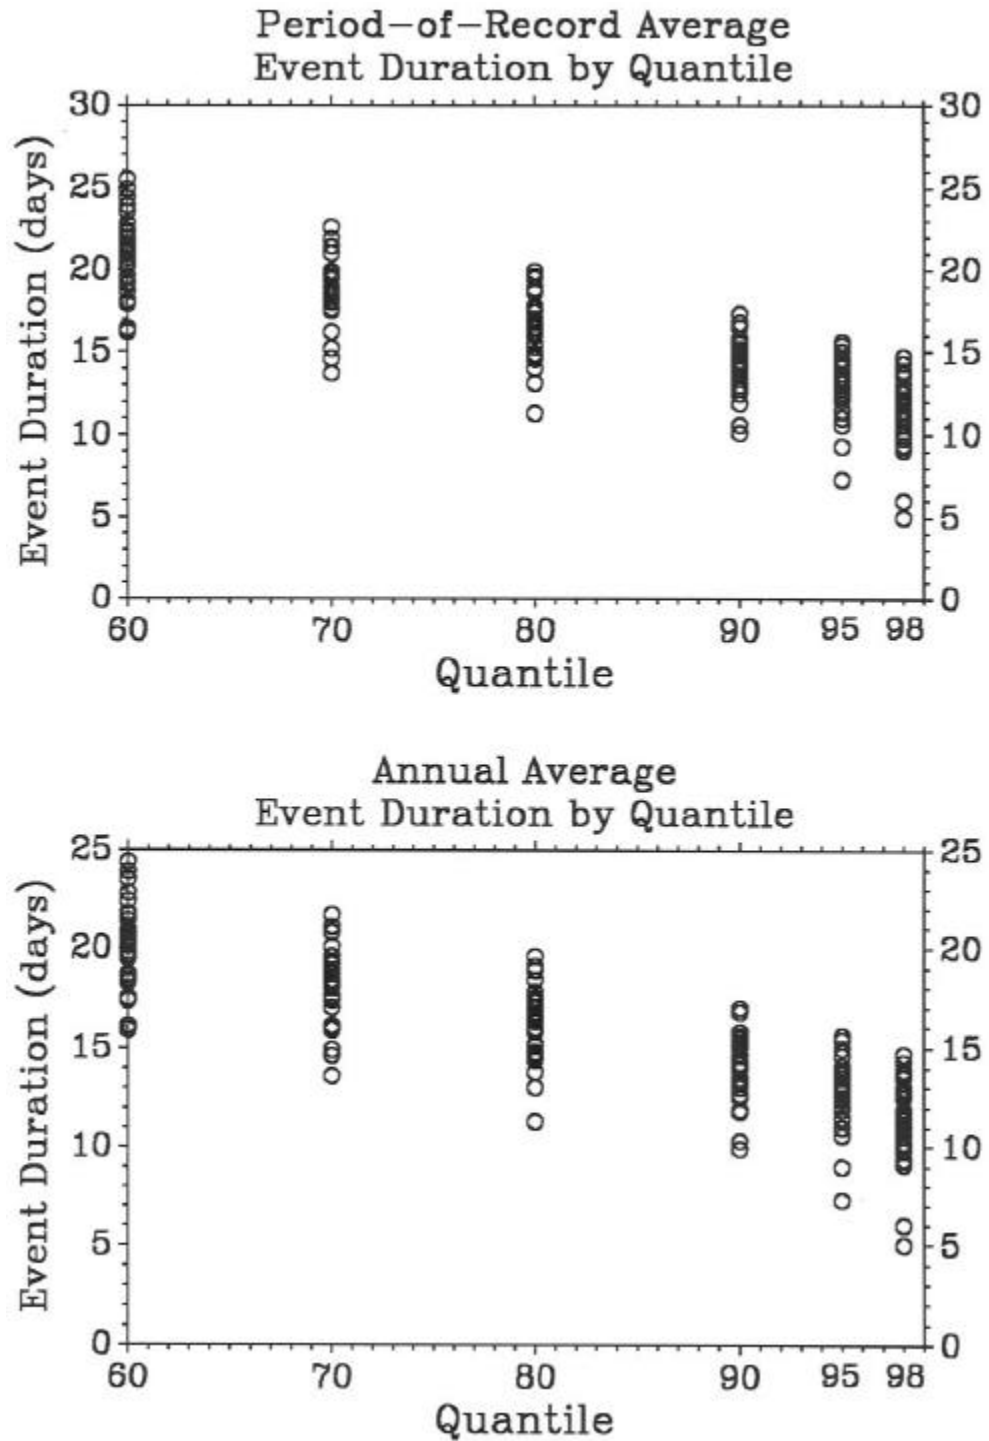 Period-of-Record Average
Event Duration by Quantile
30 30
25 25
20 20
15 15
10 10
5 5
0 0
Event Duration (days)
60 70 80 90 95 98
Quantile
Annual Average
Event Duration by Quantile
25 25
20 20
15 15
10 10
5 5
0 0
Event Duration (days)
60 70 80 90 95 98
Quantile